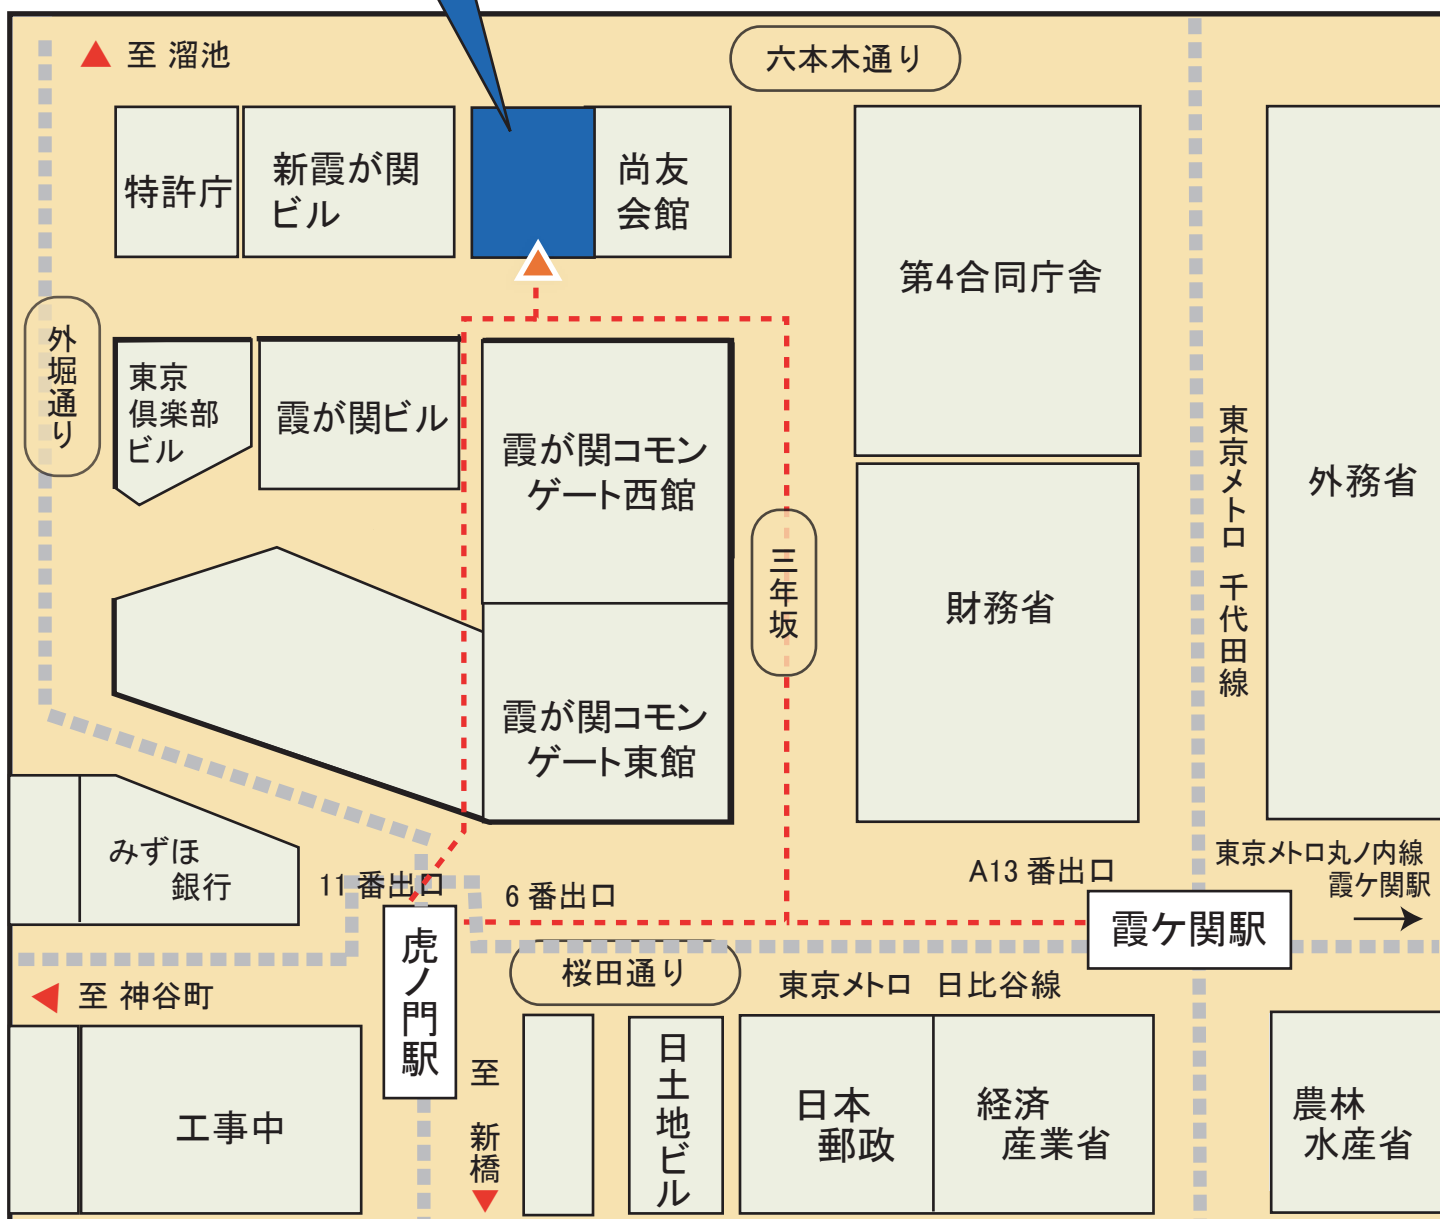 至 溜池
六本木通り
特許庁
新霞が関
ビル
尚友
会館
第4合同庁舎
外堀通り
東京
倶楽部
ビル
霞が関ビル
霞が関コモン
ゲート西館
三年坂
財務省
東京メトロ 千代田線
外務省
霞が関コモン
ゲート東館
みずほ
銀行
11 番出口
6 番出口
A13 番出口
東京メトロ丸ノ内線
霞ケ関駅
霞ケ関駅
虎ノ門駅
桜田通り
東京メトロ 日比谷線
至 神谷町
至 新橋
工事中
日土地ビル
日本
郵政
経済
産業省
農林
水産省